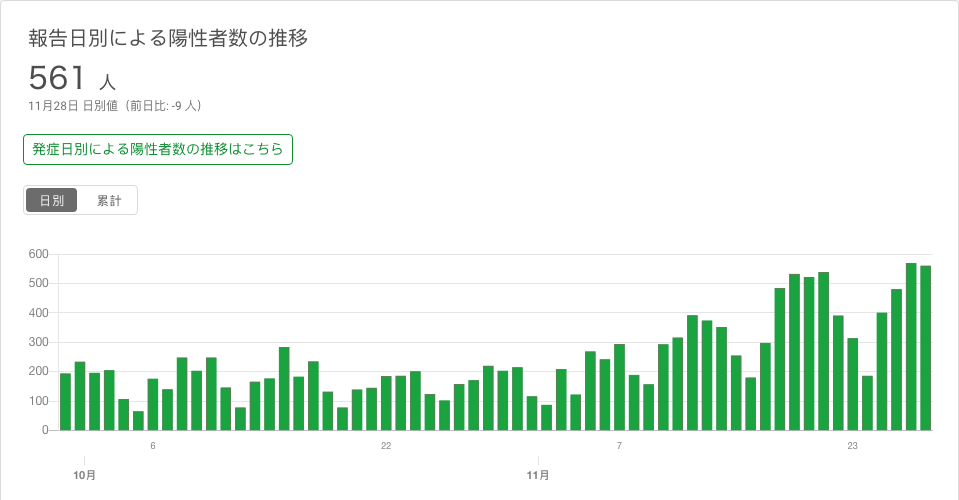 報告日別による陽性者数の推移
561 人
11月28日 日別値（前日比: -9 人）
発症日別による陽性者数の推移はこちら
日別 累計
600
500
400
300
200
100
0
6 22 7 23
10月 11月